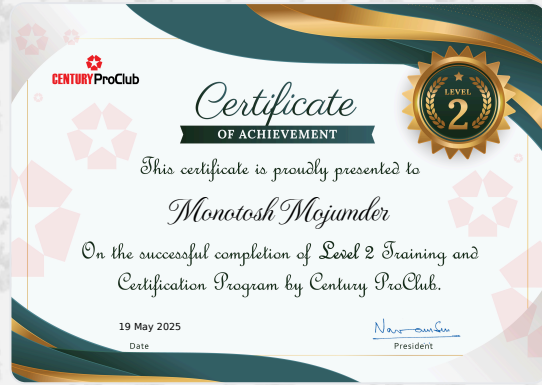 CENTURY ProClub
LEVEL
2
Certificate
OF ACHIEVEMENT
This certificate is proudly presented to
Monotosh Mojumder
On the successful completion of Level 2 Training and
Certification Program by Century ProClub.
19 May 2025
Date
President